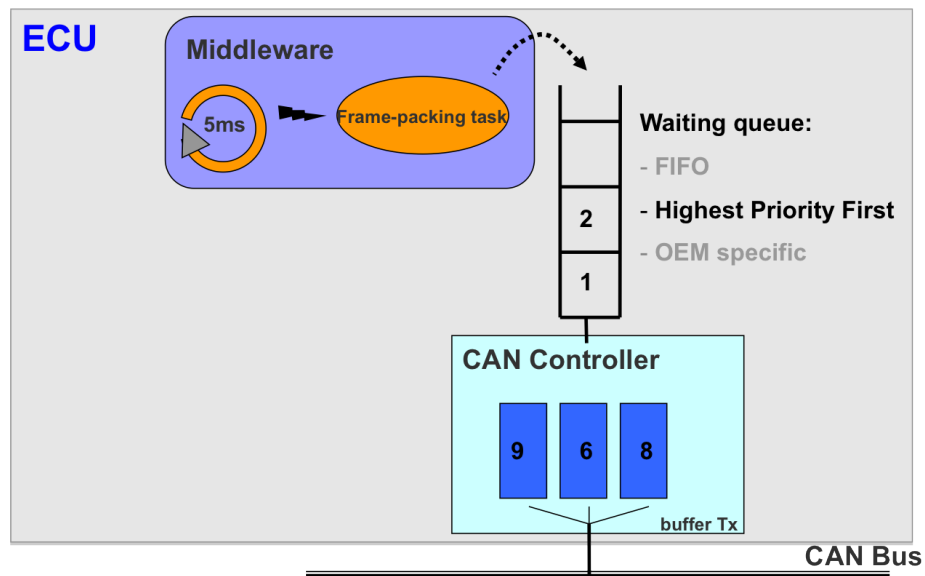 ECU
Middleware
5ms
Frame-packing task
Waiting queue:
- FIFO
- Highest Priority First
- OEM specific
2
1
CAN Controller
9 6 8
buffer Tx
CAN Bus